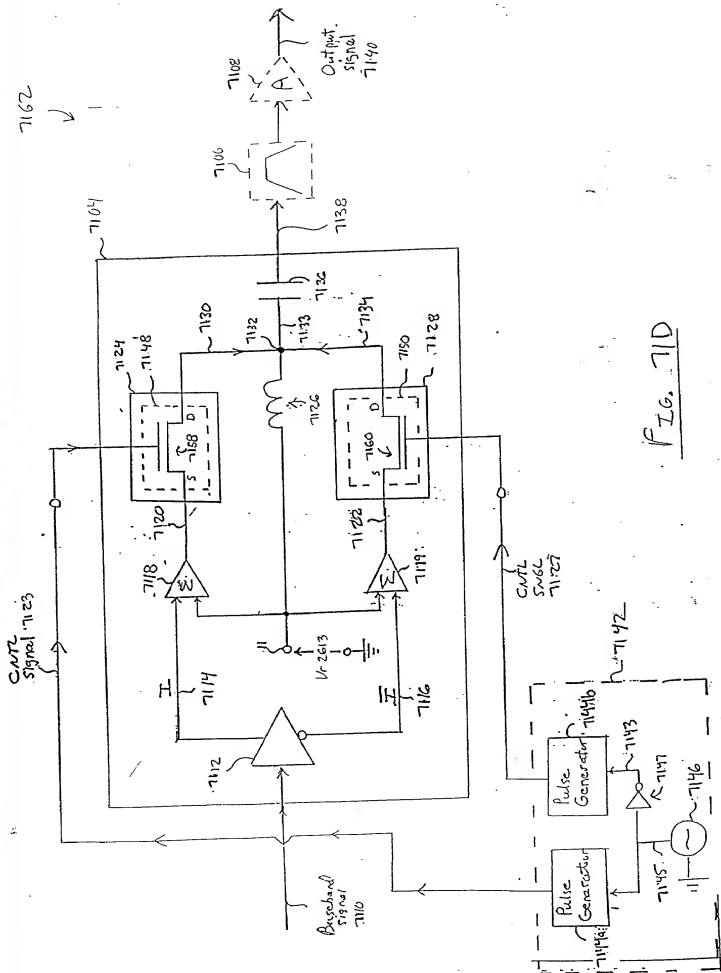 7162
7104
7108
A
Output
signal
7140
7106
7138
7124
7148
7130
7158
S
D
7132
7133
7136
7134
7126
7150
7128
7160
S
D
CNTL
signal 7123
7120
7118
Σ
I
7114
7112
11
Vr 2613
Ī
7116
7122
7119
Σ
Baseband
signal
7110
CNTL
SNGL
7127
7142
Pulse
Generator
7144b
7143
7147
7146
7145
Pulse
Generator
7144a
FIG. 71D